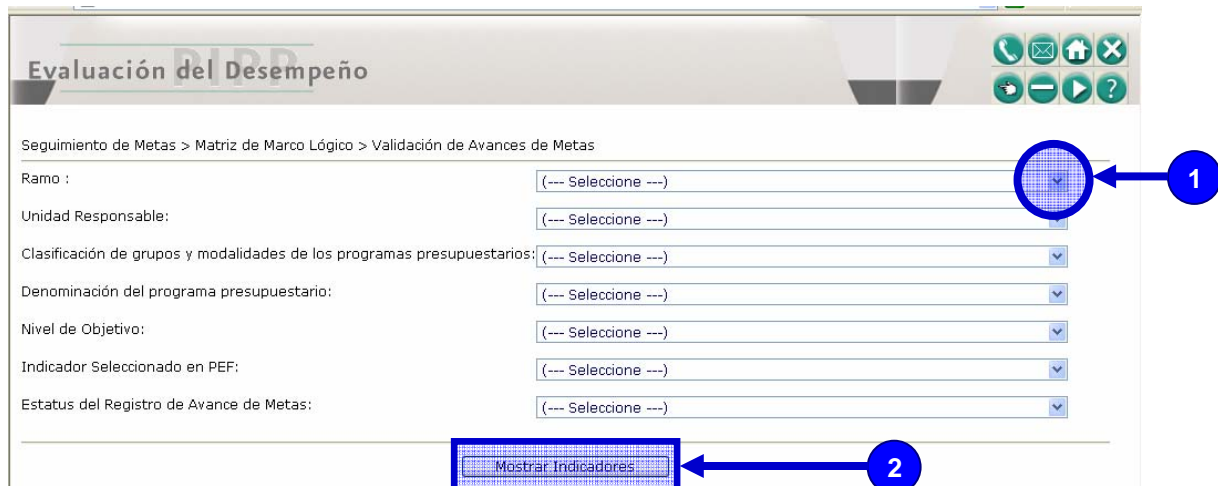 PIPP
Evaluación del Desempeño
?
Seguimiento de Metas > Matriz de Marco Lógico > Validación de Avances de Metas
Ramo : (--- Seleccione ---)
1
Unidad Responsable: (--- Seleccione ---)
Clasificación de grupos y modalidades de los programas presupuestarios: (--- Seleccione ---)
Denominación del programa presupuestario: (--- Seleccione ---)
Nivel de Objetivo: (--- Seleccione ---)
Indicador Seleccionado en PEF: (--- Seleccione ---)
Estatus del Registro de Avance de Metas: (--- Seleccione ---)
Mostrar Indicadores
2